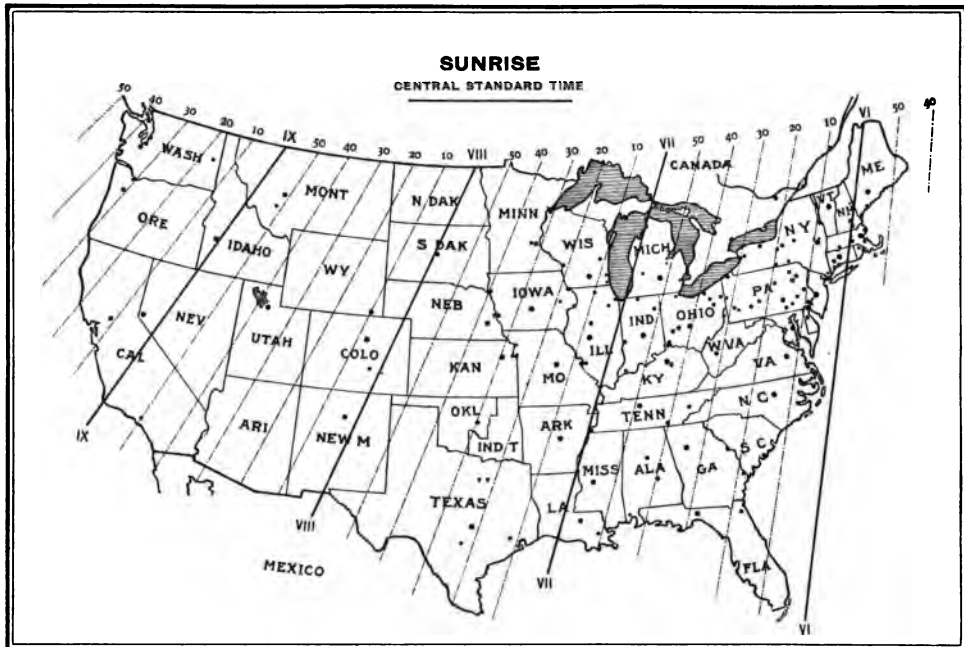 SUNRISE
CENTRAL STANDARD TIME
50 40 30 20 10 IX 50 40 30 20 10 VIII 50 40 30 20 10 VII 50 40 30 20 10 VI 50 40
CANADA
WASH
MONT
N DAK
MINN
ME
VT
NH
ORE
IDAHO
S DAK
WIS
MICH
NY
WY
IOWA
PA
NEB
NEV
UTAH
COLO
KAN
MO
ILL
IND
OHIO
W VA
VA
CAL
KY
N C
TENN
OKL
IND T
ARK
IX
ARI
NEW M
S C
MISS
ALA
GA
TEXAS
LA
VIII
FLA
MEXICO
VII
VI